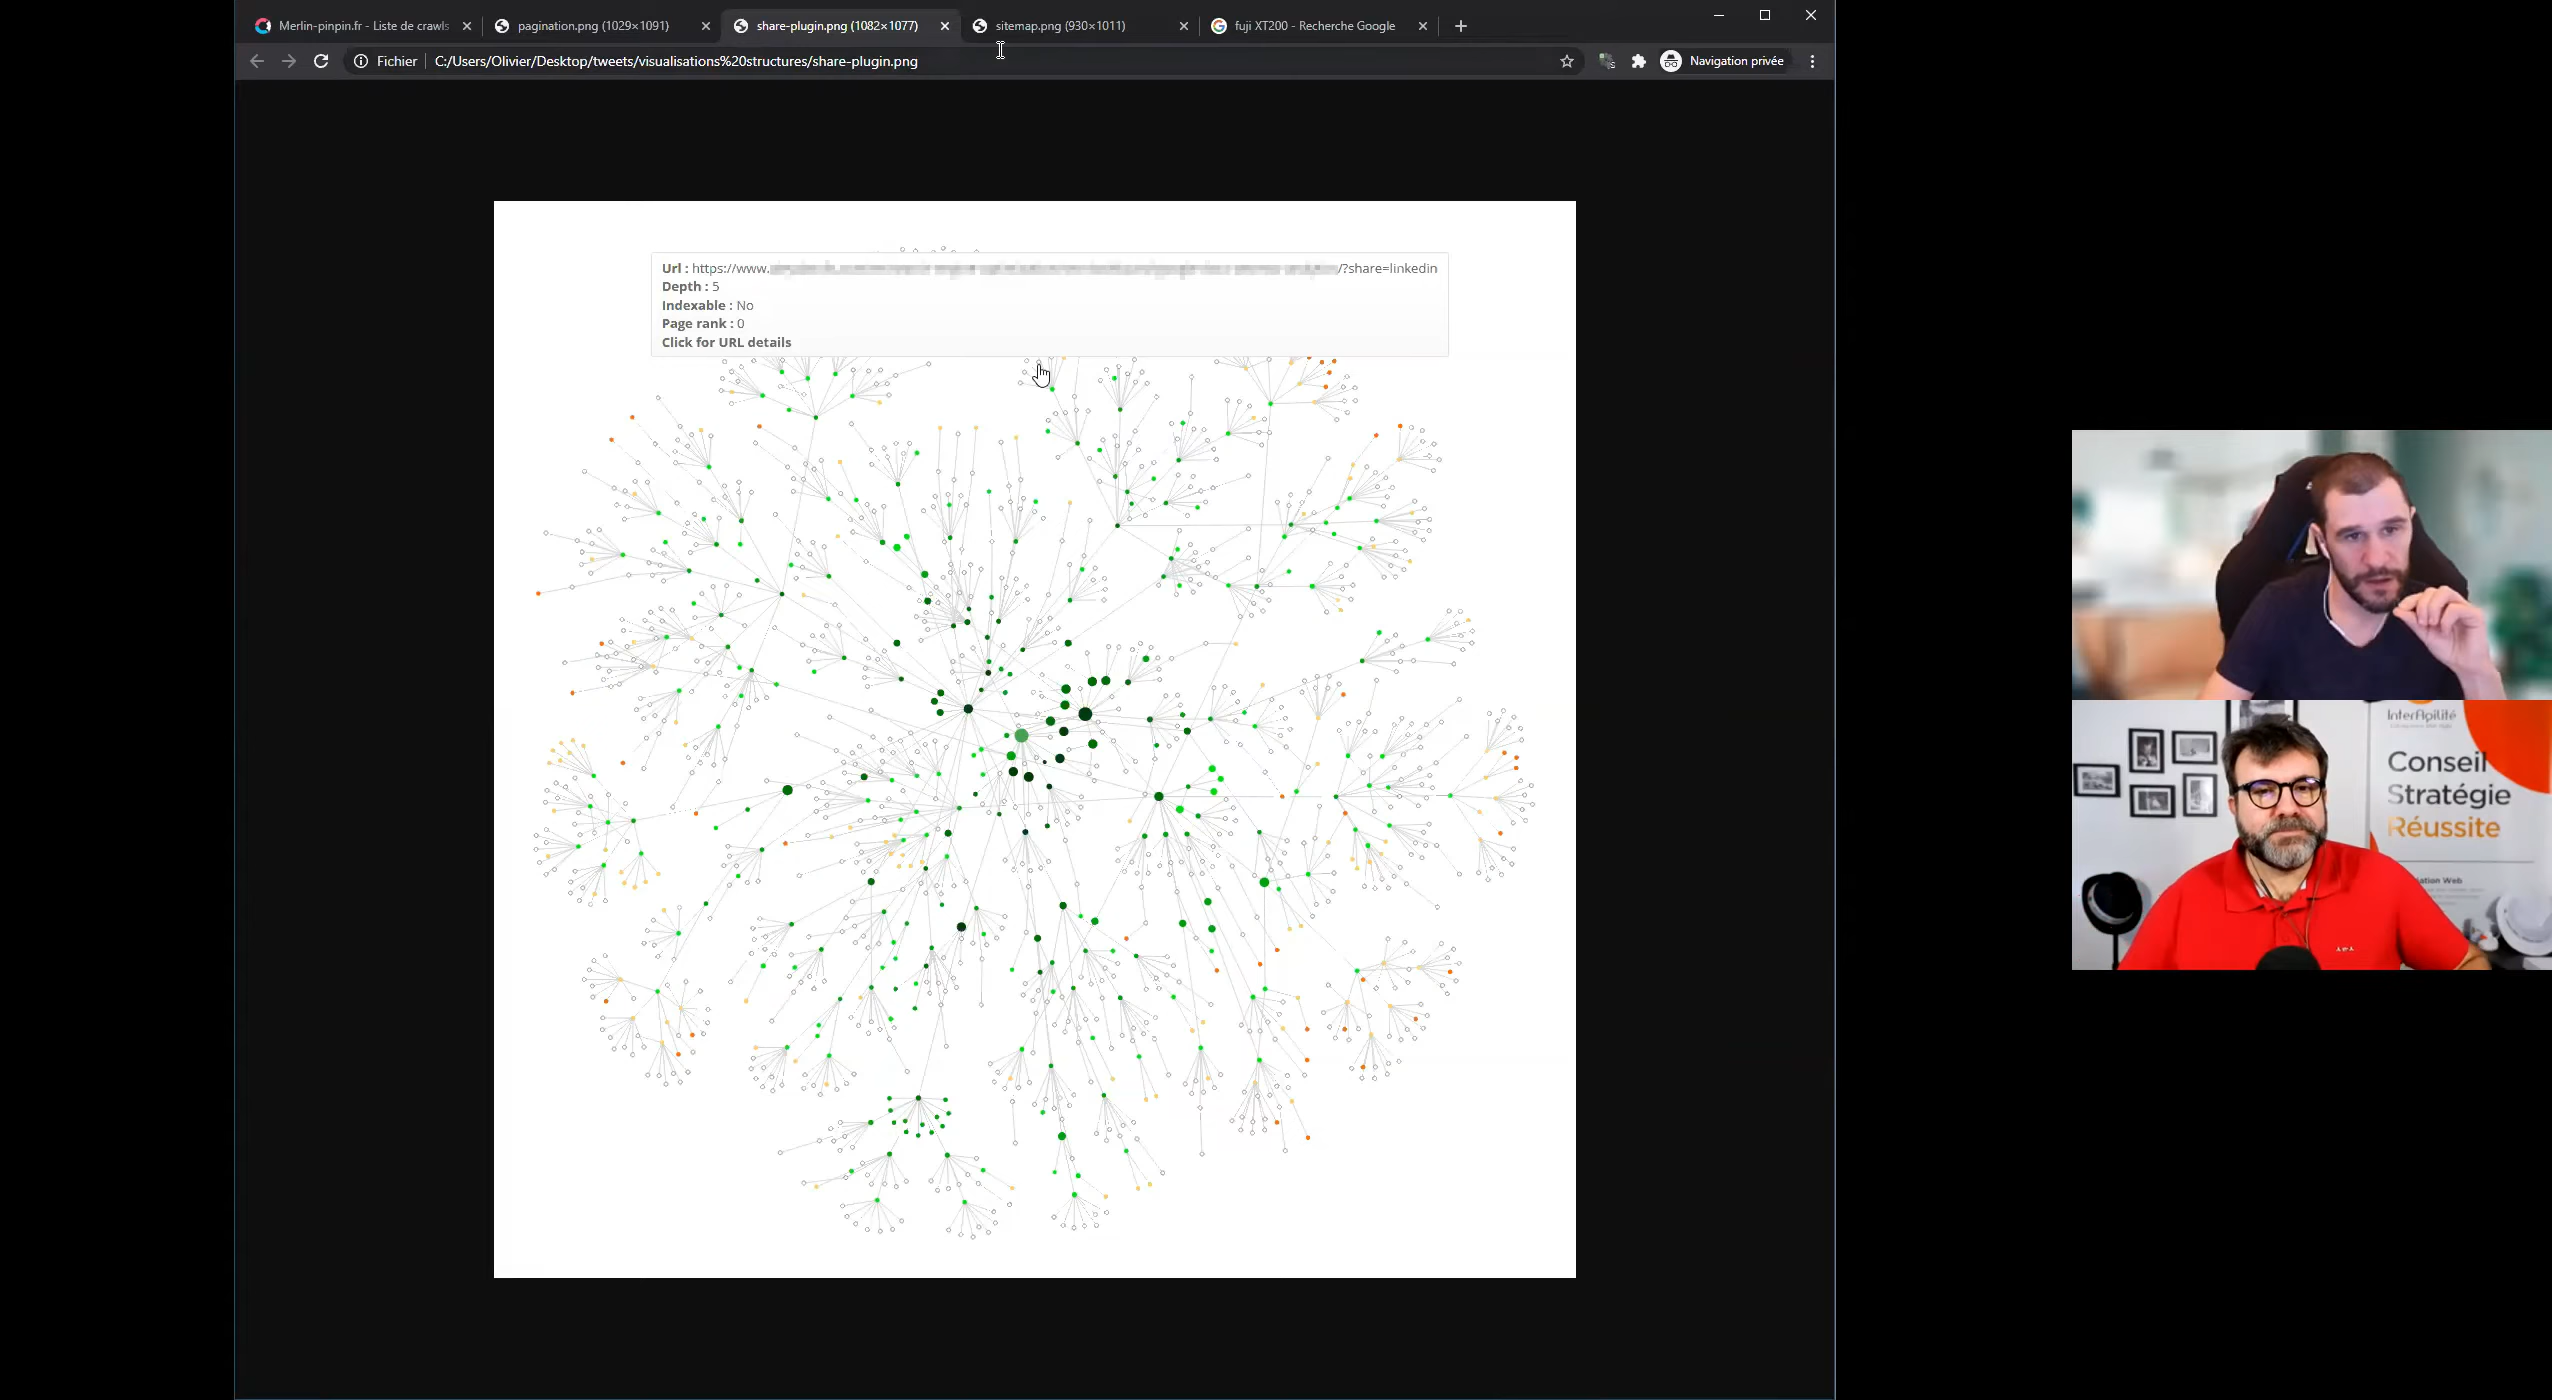 Merlin-pinpin.fr - Liste de crawls
pagination.png (1029×1091)
share-plugin.png (1082×1077)
sitemap.png (930×1011)
fuji XT200 - Recherche Google
Fichier
C:/Users/Olivier/Desktop/tweets/visualisations%20structures/share-plugin.png
Navigation privée
Url : https://www. /?share=linkedin
Depth : 5
Indexable : No
Page rank : 0
Click for URL details
InterAgilité
Conseil
Stratégie
Réussite